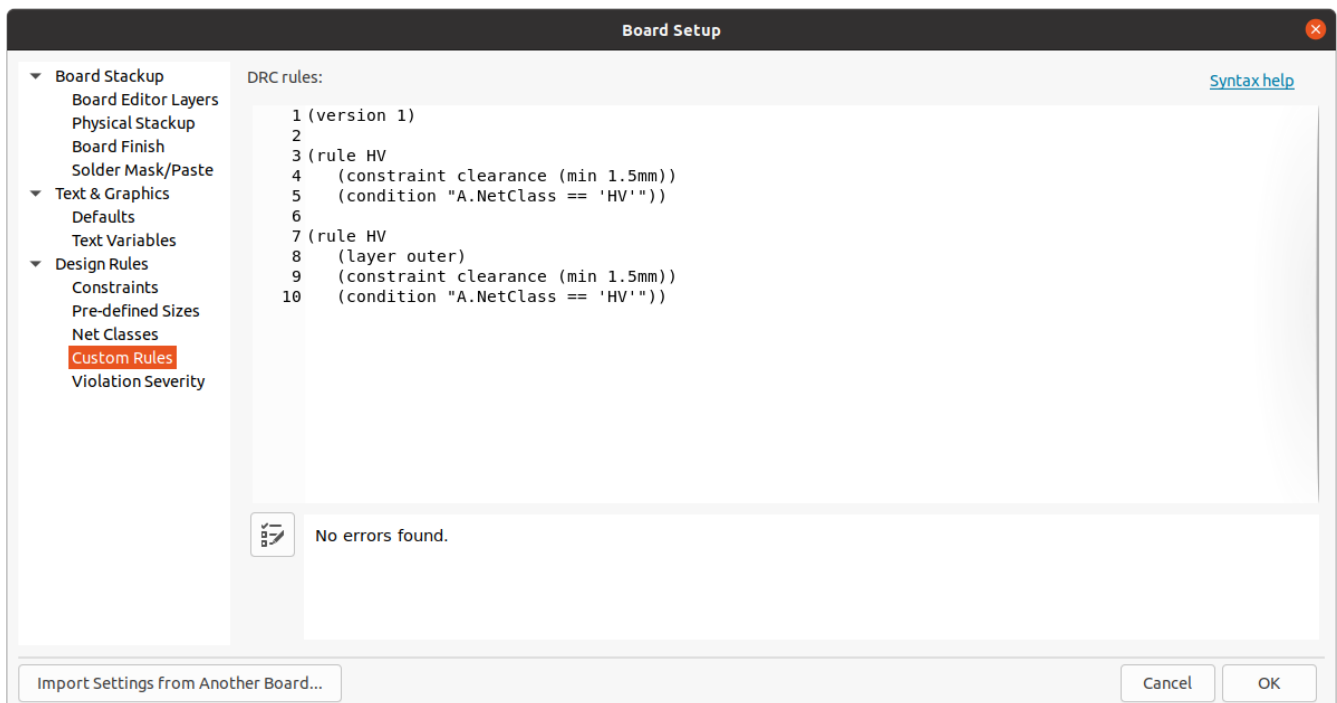 Board Setup
Board Stackup
Board Editor Layers
Physical Stackup
Board Finish
Solder Mask/Paste
Text & Graphics
Defaults
Text Variables
Design Rules
Constraints
Pre-defined Sizes
Net Classes
Custom Rules
Violation Severity
DRC rules:
Syntax help
1 (version 1)
2
3 (rule HV
4    (constraint clearance (min 1.5mm))
5    (condition "A.NetClass == 'HV'"))
6
7 (rule HV
8    (layer outer)
9    (constraint clearance (min 1.5mm))
10    (condition "A.NetClass == 'HV'"))
No errors found.
Import Settings from Another Board...
Cancel
OK